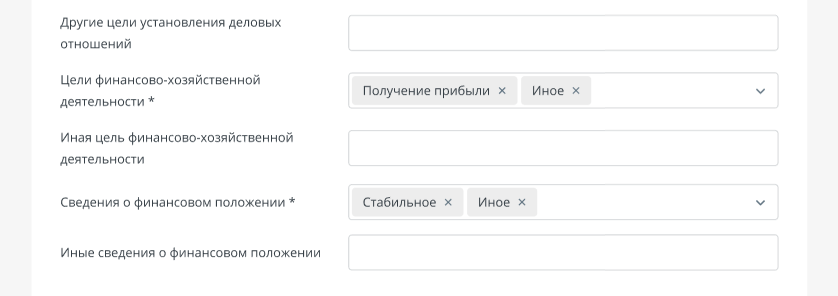 Другие цели установления деловых
отношений
Цели финансово-хозяйственной
деятельности *
Получение прибыли × Иное ×
Иная цель финансово-хозяйственной
деятельности
Сведения о финансовом положении *
Стабильное × Иное ×
Иные сведения о финансовом положении